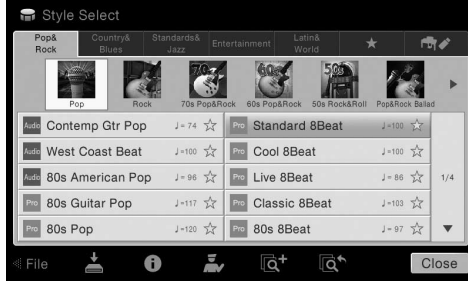 Style Select
Pop& Rock
Country& Blues
Standards& Jazz
Entertainment
Latin& World
Pop
Rock
70s Pop&Rock
60s Pop&Rock
50s Rock&Roll
Pop&Rock Ballad
Audio Contemp Gtr Pop ♩= 74 ☆
Pro Standard 8Beat ♩=100 ☆
Audio West Coast Beat ♩=100 ☆
Pro Cool 8Beat ♩=100 ☆
Audio 80s American Pop ♩= 96 ☆
Pro Live 8Beat ♩= 86 ☆
1/4
Pro 80s Guitar Pop ♩=117 ☆
Pro Classic 8Beat ♩=103 ☆
Pro 80s Pop ♩=120 ☆
Pro 80s 8Beat ♩= 97 ☆
File
Close